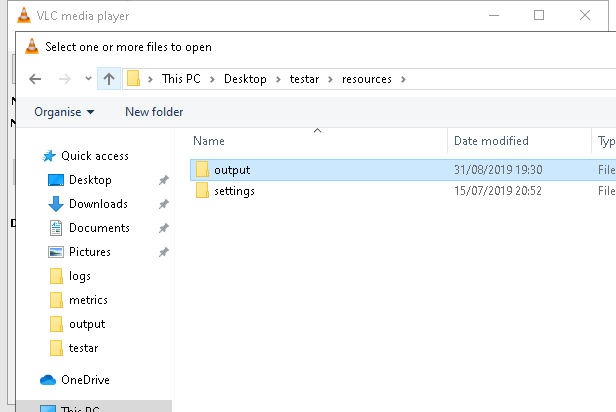 VLC media player
Select one or more files to open
This PC > Desktop > testar > resources >
Organise New folder
Name Date modified Typ
output 31/08/2019 19:30 File
settings 15/07/2019 20:52 File
Quick access
Desktop
Downloads
Documents
Pictures
logs
metrics
output
testar
OneDrive
This PC